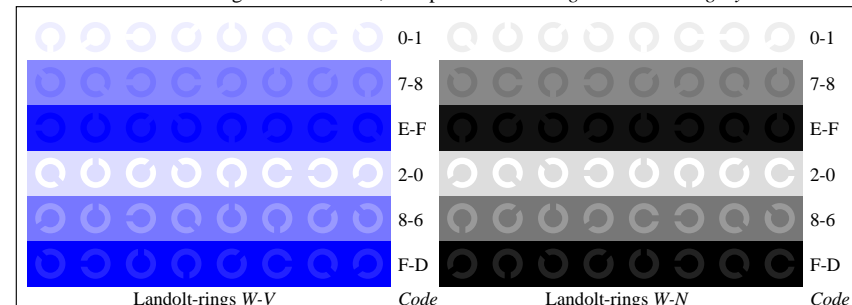 0-1 0-1
7-8 7-8
E-F E-F
2-0 2-0
8-6 8-6
F-D F-D
Landolt-rings W-V Code Landolt-rings W-N Code